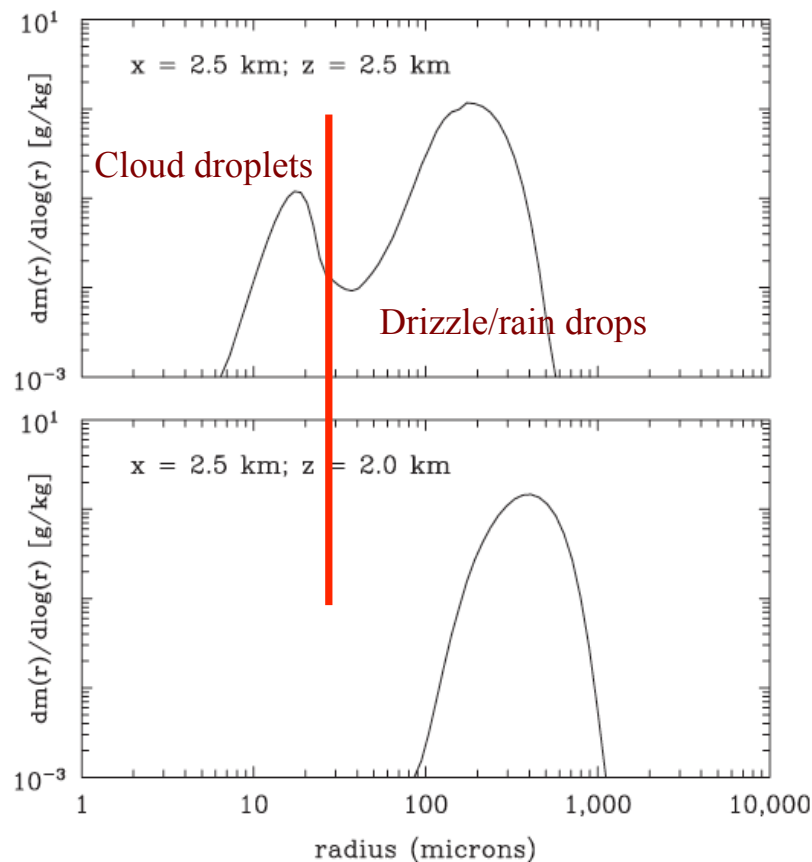 10¹
x = 2.5 km; z = 2.5 km
Cloud droplets
dm(r)/dlog(r) [g/kg]
Drizzle/rain drops
10⁻³
10¹
x = 2.5 km; z = 2.0 km
dm(r)/dlog(r) [g/kg]
10⁻³
1 10 100 1,000 10,000
radius (microns)